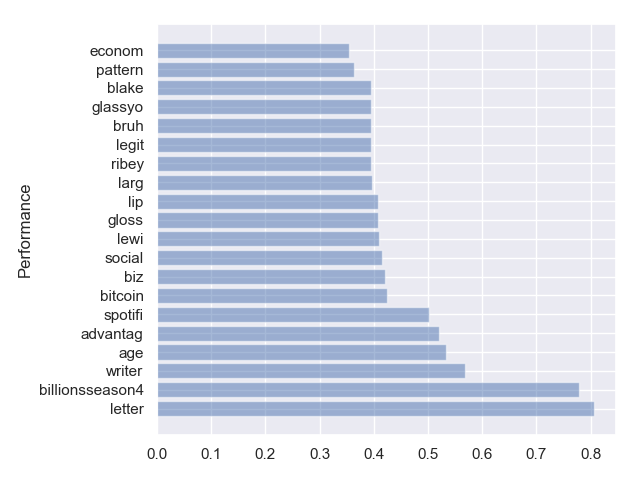 econom
pattern
blake
glassyo
bruh
legit
ribey
larg
lip
gloss
lewi
social
biz
bitcoin
spotifi
advantag
age
writer
billionsseason4
letter
Performance
0.0 0.1 0.2 0.3 0.4 0.5 0.6 0.7 0.8